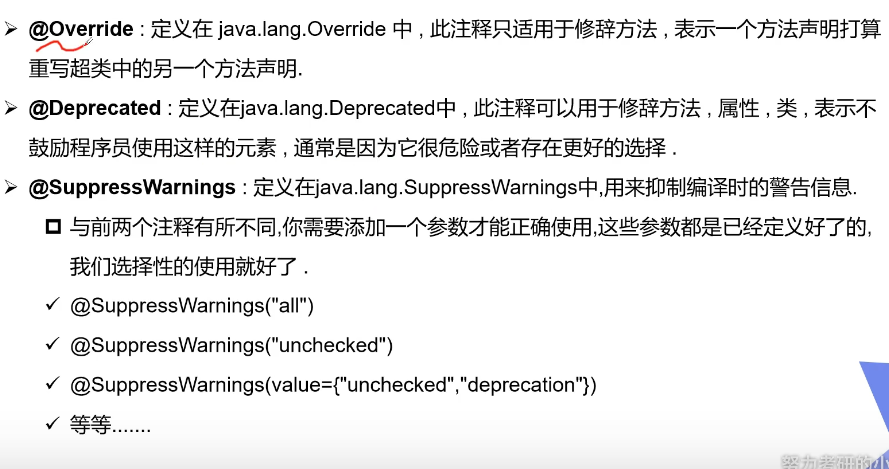 @Override : 定义在 java.lang.Override 中 , 此注释只适用于修辞方法 , 表示一个方法声明打算
重写超类中的另一个方法声明.
@Deprecated : 定义在java.lang.Deprecated中 , 此注释可以用于修辞方法 , 属性 , 类 , 表示不
鼓励程序员使用这样的元素 , 通常是因为它很危险或者存在更好的选择 .
@SuppressWarnings : 定义在java.lang.SuppressWarnings中,用来抑制编译时的警告信息.
与前两个注释有所不同,你需要添加一个参数才能正确使用,这些参数都是已经定义好了的,
我们选择性的使用就好了 .
@SuppressWarnings("all")
@SuppressWarnings("unchecked")
@SuppressWarnings(value={"unchecked","deprecation"})
等等.......
努力考研的小